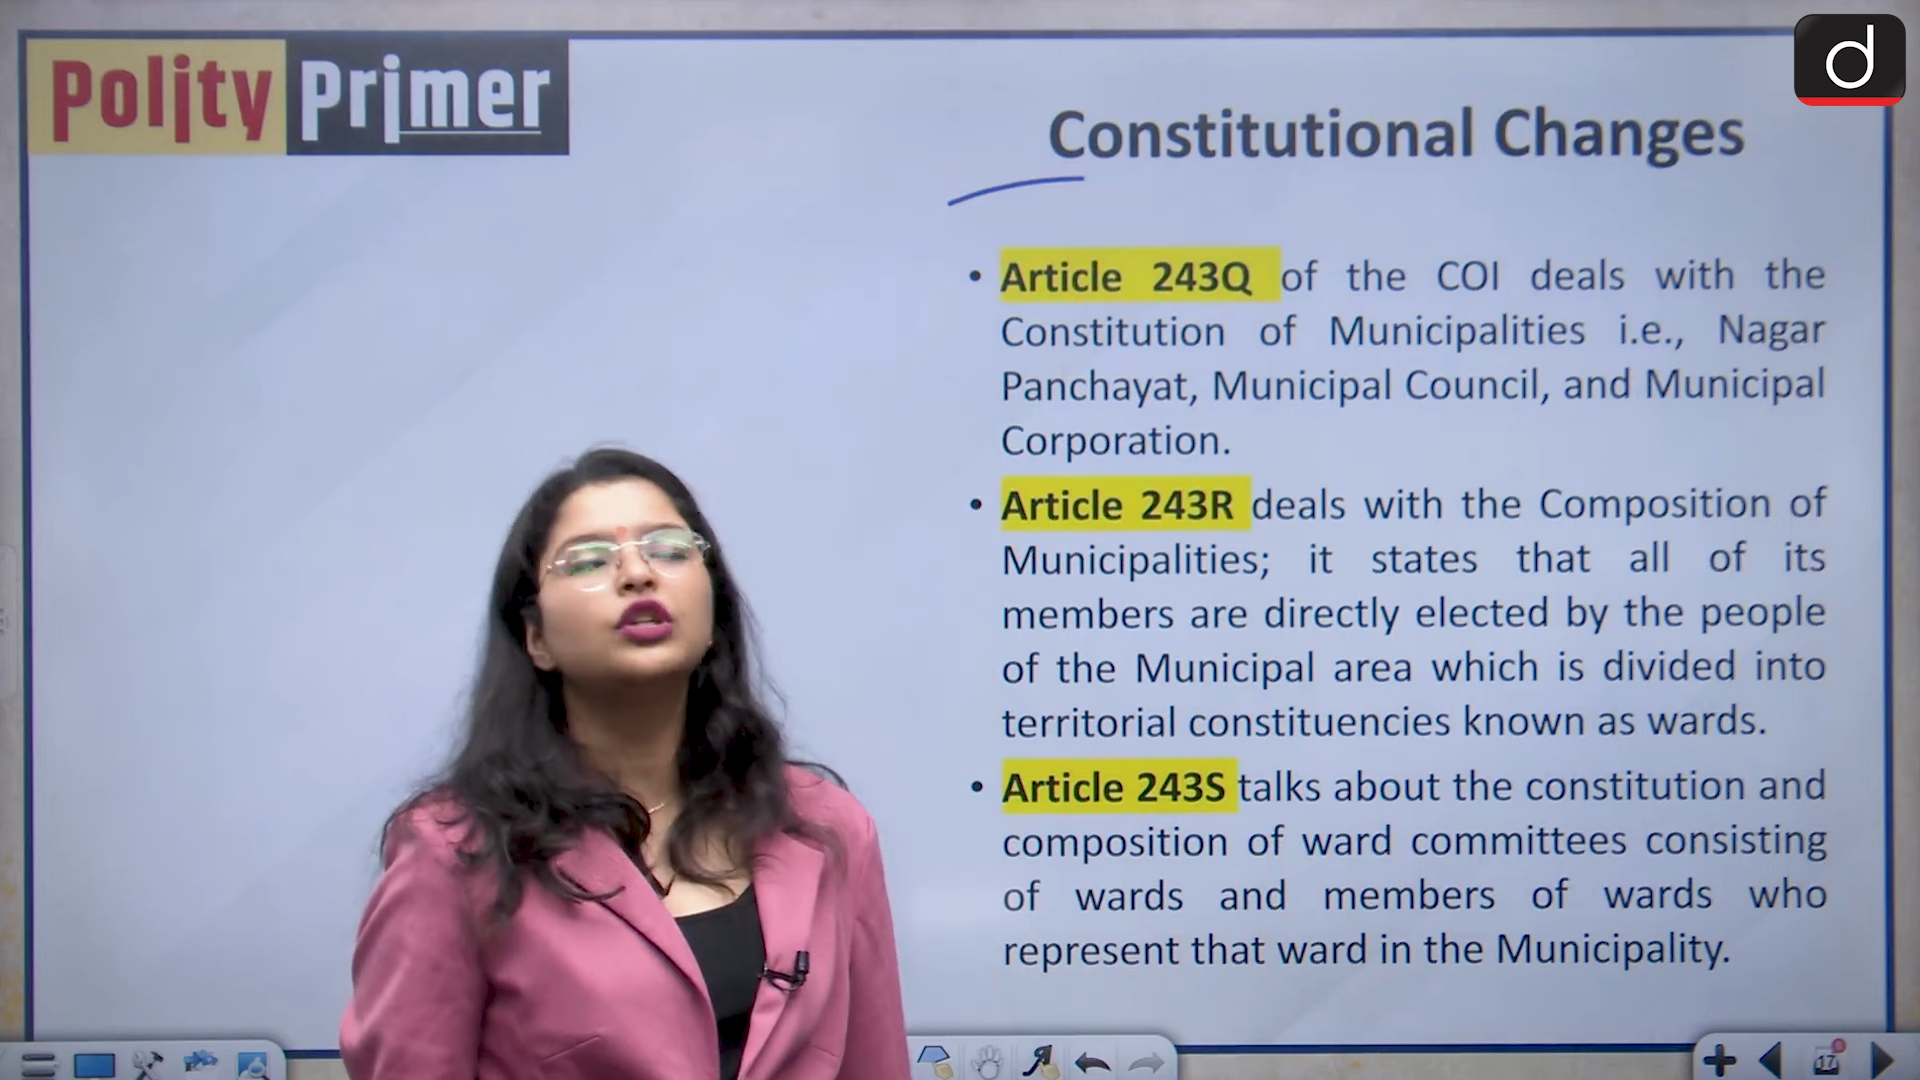 Polity Primer
d
Constitutional Changes
• Article 243Q of the COI deals with the
Constitution of Municipalities i.e., Nagar
Panchayat, Municipal Council, and Municipal
Corporation.
• Article 243R deals with the Composition of
Municipalities; it states that all of its
members are directly elected by the people
of the Municipal area which is divided into
territorial constituencies known as wards.
• Article 243S talks about the constitution and
composition of ward committees consisting
of wards and members of wards who
represent that ward in the Municipality.
17